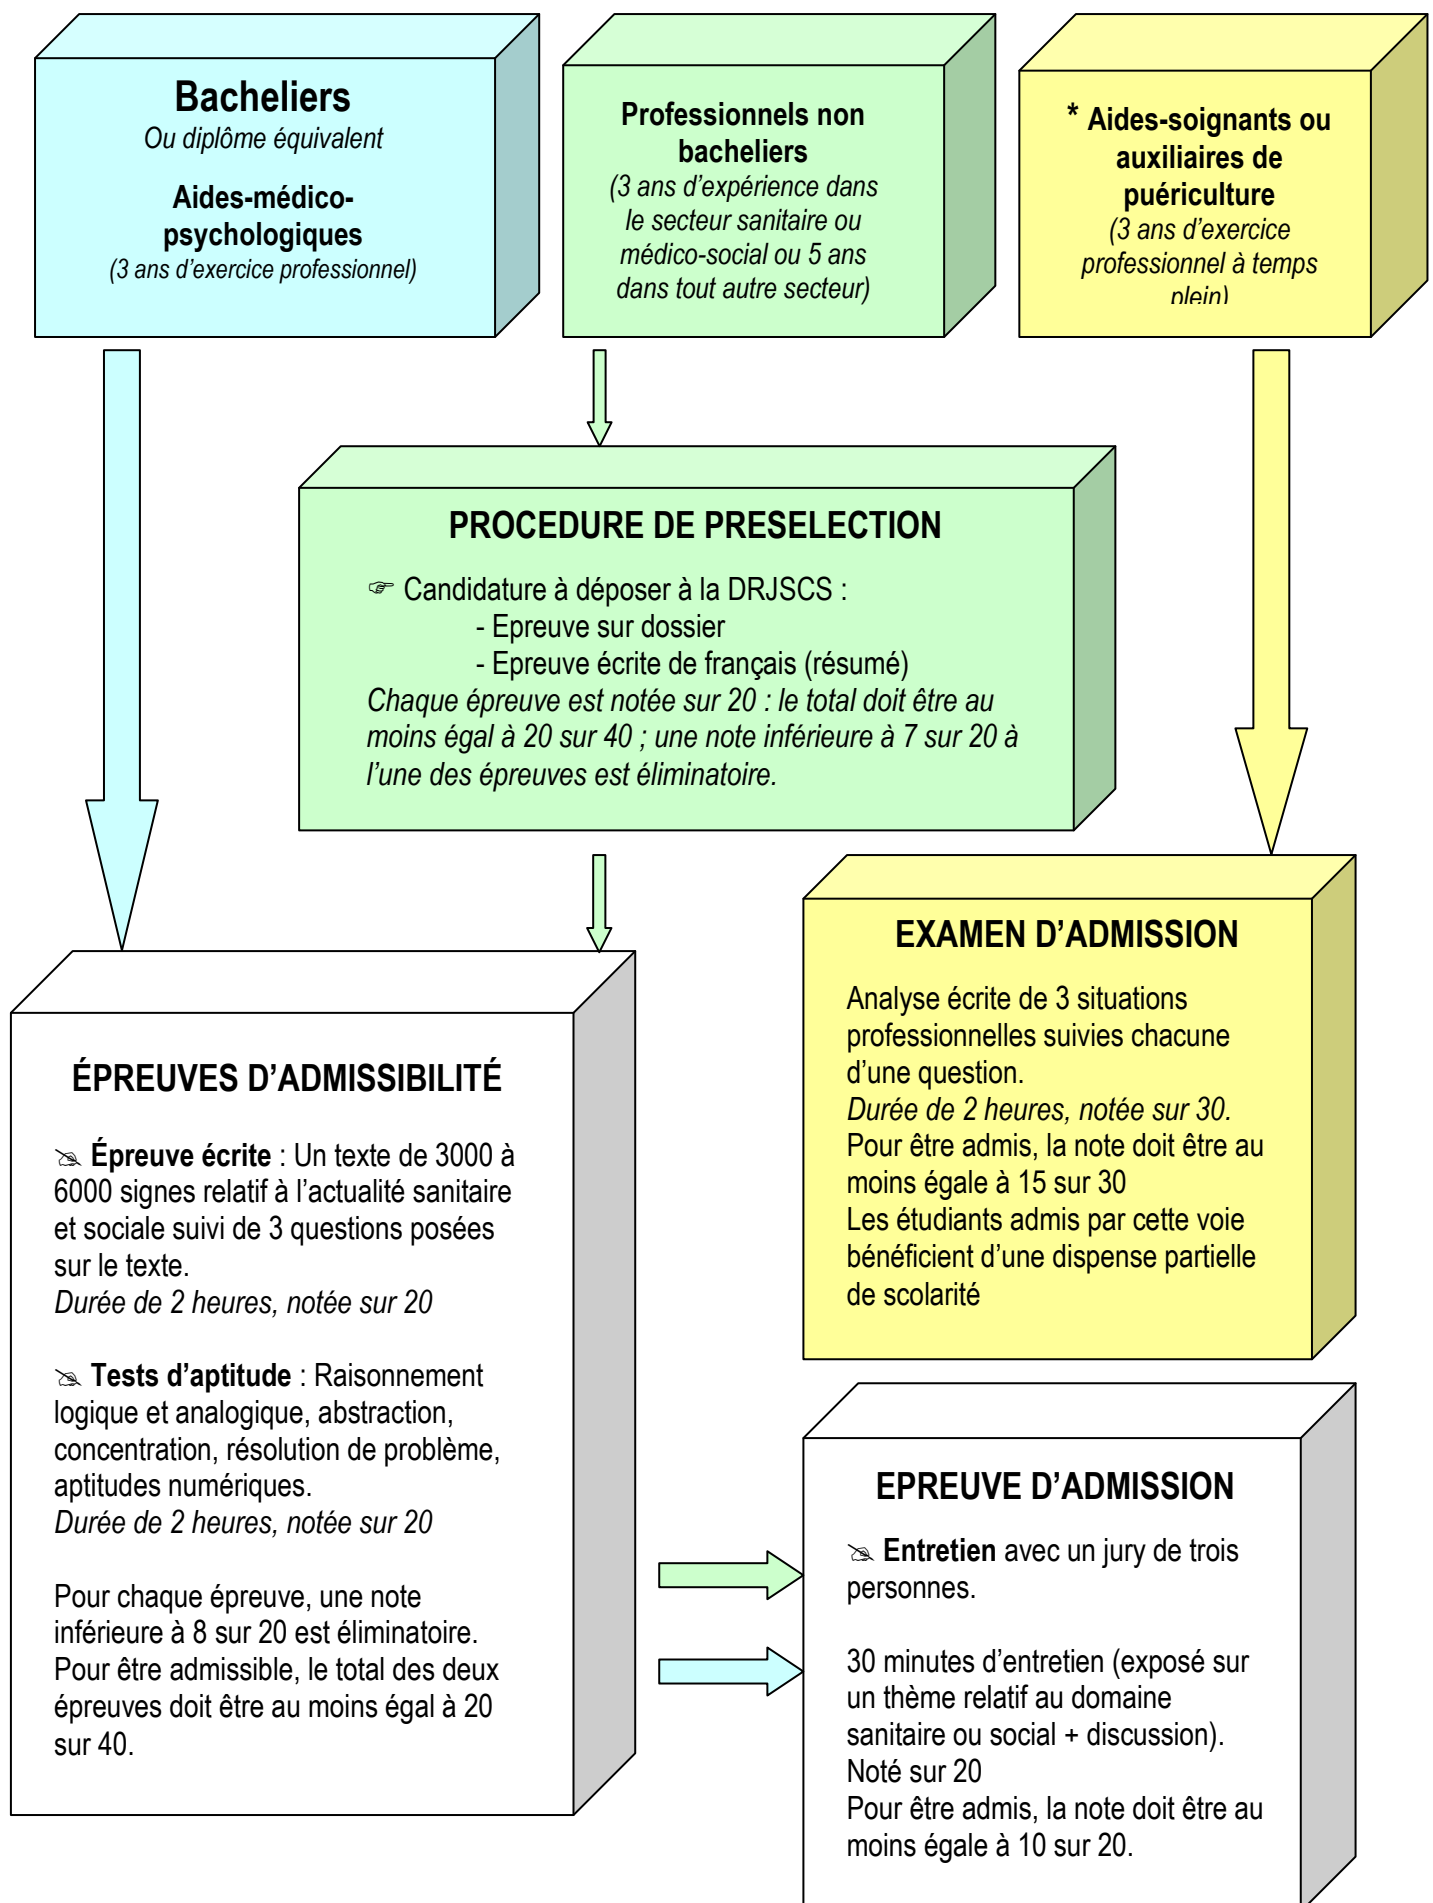 Bacheliers
Ou diplôme équivalent
Aides-médico-
psychologiques
(3 ans d’exercice professionnel)
Professionnels non
bacheliers
(3 ans d’expérience dans
le secteur sanitaire ou
médico-social ou 5 ans
dans tout autre secteur)
* Aides-soignants ou
auxiliaires de
puériculture
(3 ans d’exercice
professionnel à temps
plein)
PROCEDURE DE PRESELECTION
☞ Candidature à déposer à la DRJSCS :
- Epreuve sur dossier
- Epreuve écrite de français (résumé)
Chaque épreuve est notée sur 20 : le total doit être au
moins égal à 20 sur 40 ; une note inférieure à 7 sur 20 à
l’une des épreuves est éliminatoire.
EXAMEN D’ADMISSION
Analyse écrite de 3 situations
professionnelles suivies chacune
d’une question.
Durée de 2 heures, notée sur 30.
Pour être admis, la note doit être au
moins égale à 15 sur 30
Les étudiants admis par cette voie
bénéficient d’une dispense partielle
de scolarité
ÉPREUVES D’ADMISSIBILITÉ
Épreuve écrite : Un texte de 3000 à
6000 signes relatif à l’actualité sanitaire
et sociale suivi de 3 questions posées
sur le texte.
Durée de 2 heures, notée sur 20
Tests d’aptitude : Raisonnement
logique et analogique, abstraction,
concentration, résolution de problème,
aptitudes numériques.
Durée de 2 heures, notée sur 20
Pour chaque épreuve, une note
inférieure à 8 sur 20 est éliminatoire.
Pour être admissible, le total des deux
épreuves doit être au moins égal à 20
sur 40.
EPREUVE D’ADMISSION
Entretien avec un jury de trois
personnes.
30 minutes d’entretien (exposé sur
un thème relatif au domaine
sanitaire ou social + discussion).
Noté sur 20
Pour être admis, la note doit être au
moins égale à 10 sur 20.